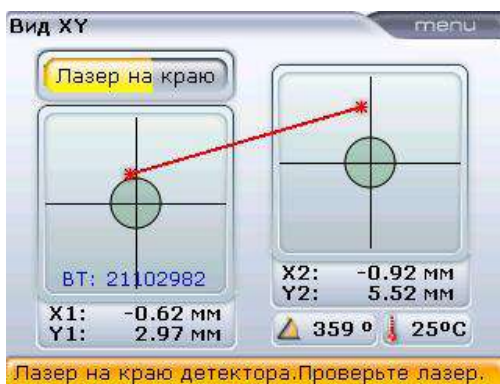 Вид XY
menu
Лазер на краю
BT: 21102982
X1: -0.62 мм
Y1: 2.97 мм
X2: -0.92 мм
Y2: 5.52 мм
359 º
25ºC
Лазер на краю детектора.Проверьте лазер.